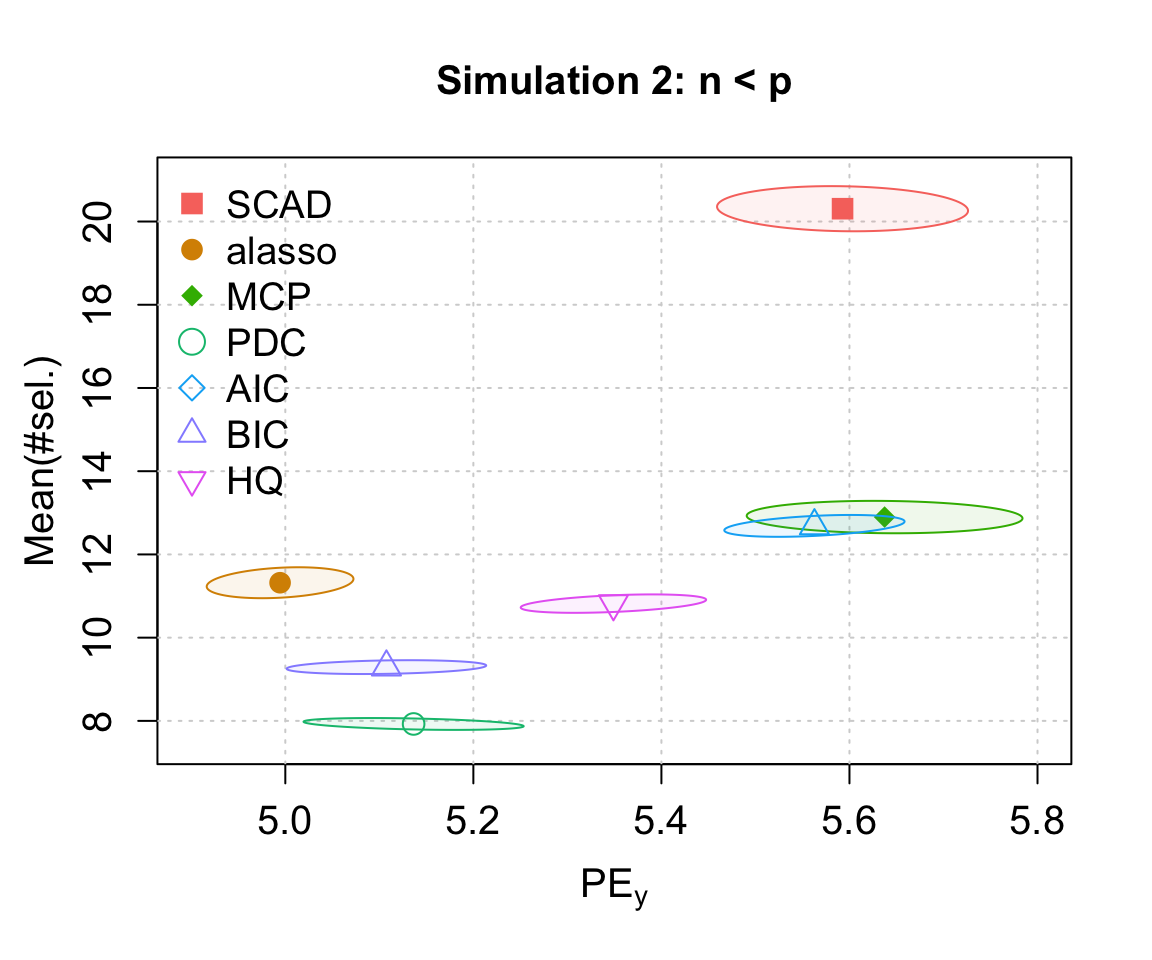 Simulation 2: n < p
SCAD
alasso
MCP
PDC
AIC
BIC
HQ
Mean(#sel.)
20
18
16
14
12
10
8
5.0 5.2 5.4 5.6 5.8
PEy